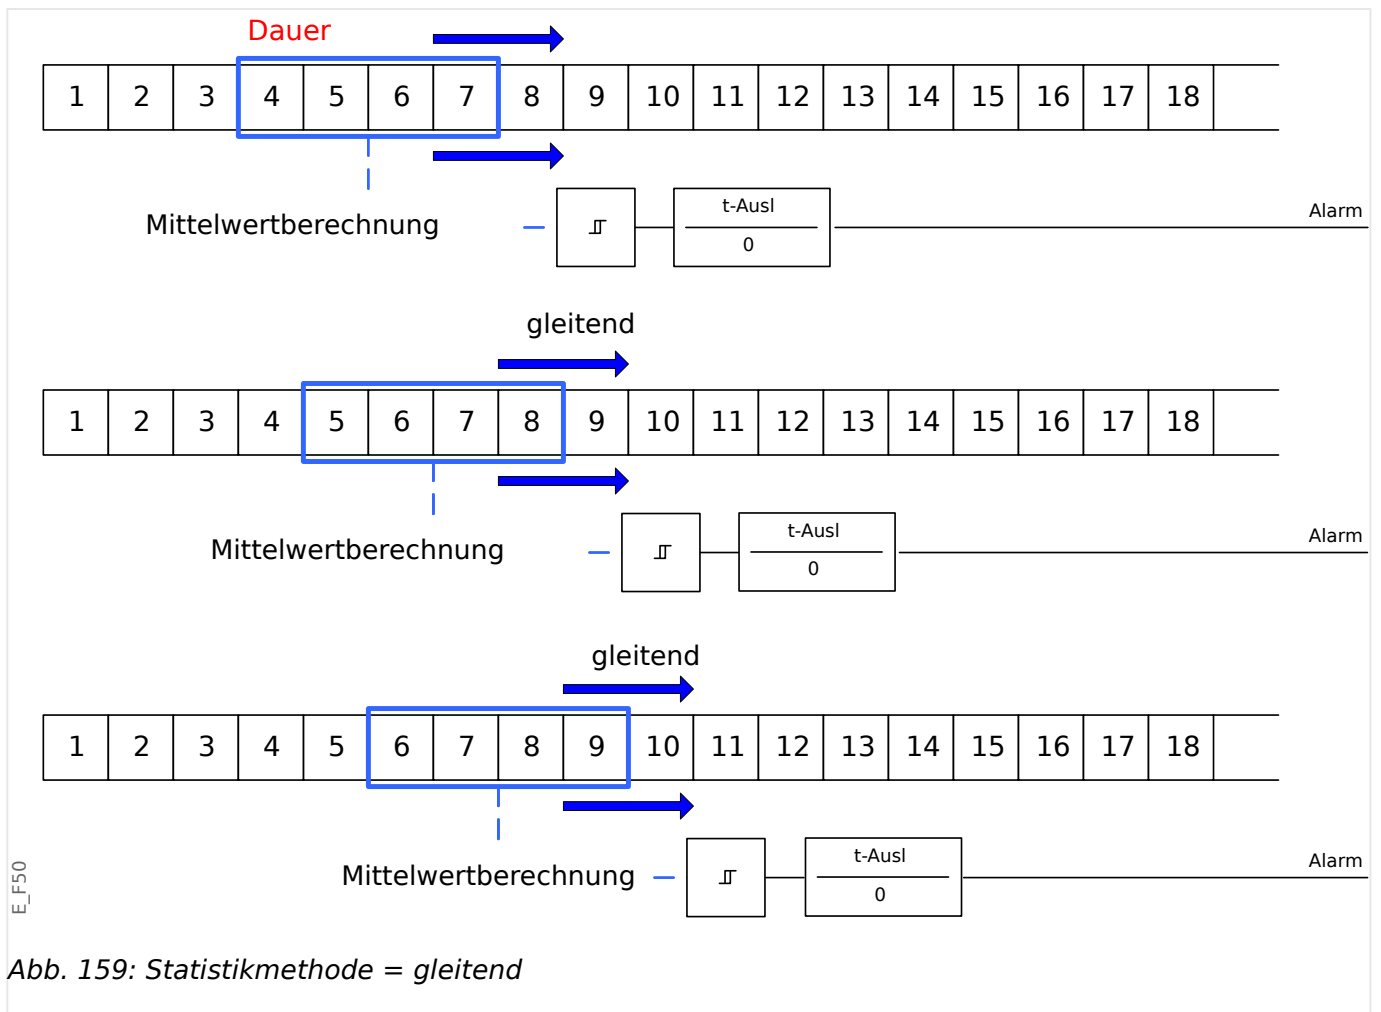 Dauer
1 2 3 4 5 6 7 8 9 10 11 12 13 14 15 16 17 18
t-Ausl
Mittelwertberechnung
0
Alarm
gleitend
1 2 3 4 5 6 7 8 9 10 11 12 13 14 15 16 17 18
t-Ausl
Mittelwertberechnung
0
Alarm
gleitend
1 2 3 4 5 6 7 8 9 10 11 12 13 14 15 16 17 18
t-Ausl
Mittelwertberechnung
0
Alarm
E_F50
Abb. 159: Statistikmethode = gleitend